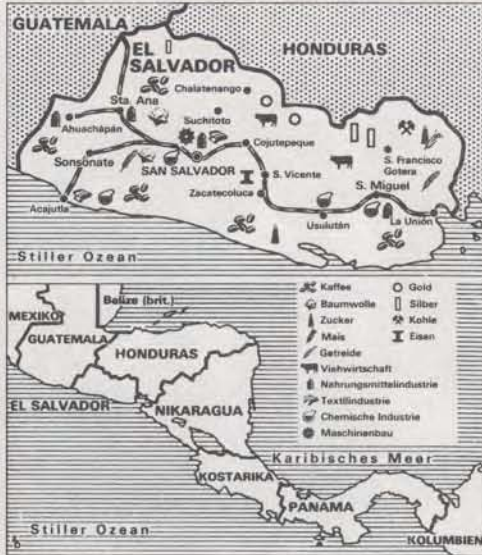 GUATEMALA
HONDURAS
EL
SALVADOR
Chalatenango
Sta. Ana
Suchitoto
Ahuachápán
Cojutepeque
Sonsonate
SAN SALVADOR
S. Francisco
Gotera
S. Vicente
Zacatecoluca
S. Miguel
Acajutla
Usulután
La Unión
Stiller Ozean
Kaffee
Baumwolle
Zucker
Mais
Getreide
Viehwirtschaft
Nahrungsmittelindustrie
Textilindustrie
Chemische Industrie
Maschinenbau
Gold
Silber
Kohle
Eisen
Belize (brit.)
MEXIKO
GUATEMALA
HONDURAS
EL SALVADOR
NIKARAGUA
Karibisches Meer
KOSTARIKA
PANAMA
Stiller Ozean
KOLUMBIEN